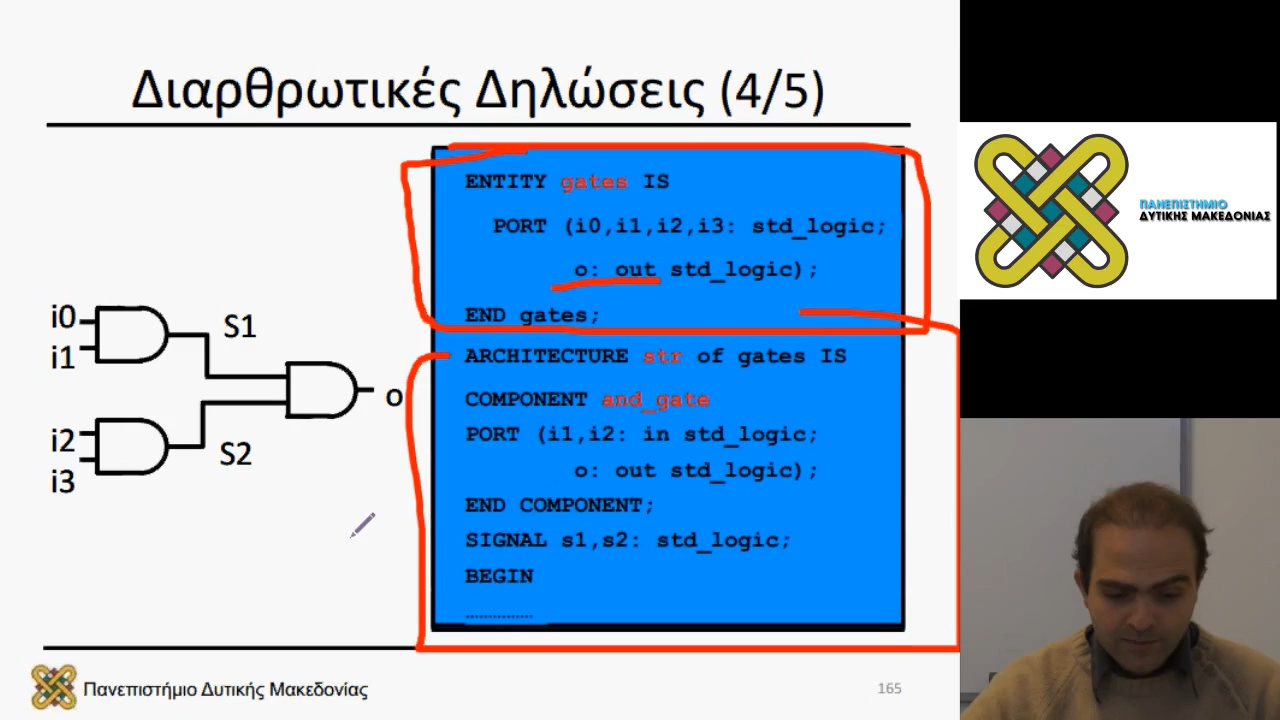 Διαρθρωτικές Δηλώσεις (4/5)
i0
i1
S1
i2
i3
S2
o
ENTITY gates IS
PORT (i0,i1,i2,i3: std_logic;
o: out std_logic);
END gates;
ARCHITECTURE str of gates IS
COMPONENT and_gate
PORT (i1,i2: in std_logic;
o: out std_logic);
END COMPONENT;
SIGNAL s1,s2: std_logic;
BEGIN
……………
Πανεπιστήμιο Δυτικής Μακεδονίας
165
ΠΑΝΕΠΙΣΤΗΜΙΟ
ΔΥΤΙΚΗΣ ΜΑΚΕΔΟΝΙΑΣ